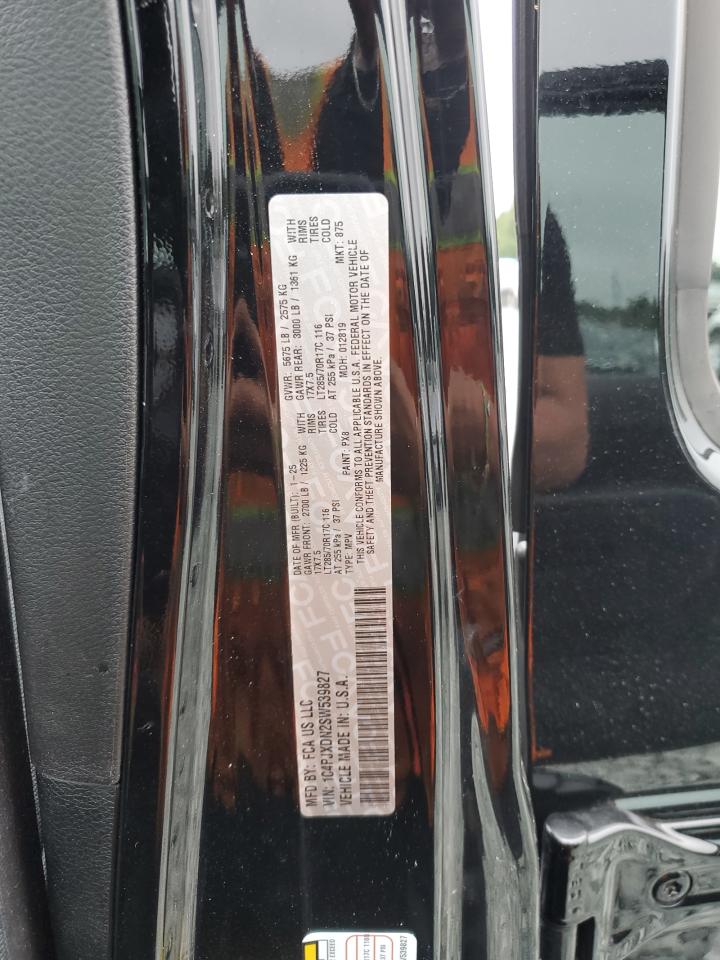 MFD BY: FCA US LLC
DATE OF MFR (BUILT): 1-25 GVWR: 5675 LB / 2575 KG
GAWR FRONT: 2700 LB / 1225 KG WITH GAWR REAR: 3000 LB / 1361 KG WITH
17X7.5 RIMS 17X7.5 RIMS
LT285/70R17C 116 TIRES LT285/70R17C 116 TIRES
AT 255 kPa / 37 PSI COLD AT 255 kPa / 37 PSI COLD
VIN: 1C4PJXDN2SW539827
TYPE: MPV PAINT: PX8 MDH: 012819 MKT: 875
VEHICLE MADE IN: U.S.A.
THIS VEHICLE CONFORMS TO ALL APPLICABLE U.S.A. FEDERAL MOTOR VEHICLE
SAFETY AND THEFT PREVENTION STANDARDS IN EFFECT ON THE DATE OF
MANUFACTURE SHOWN ABOVE.
EXCEED
W539827